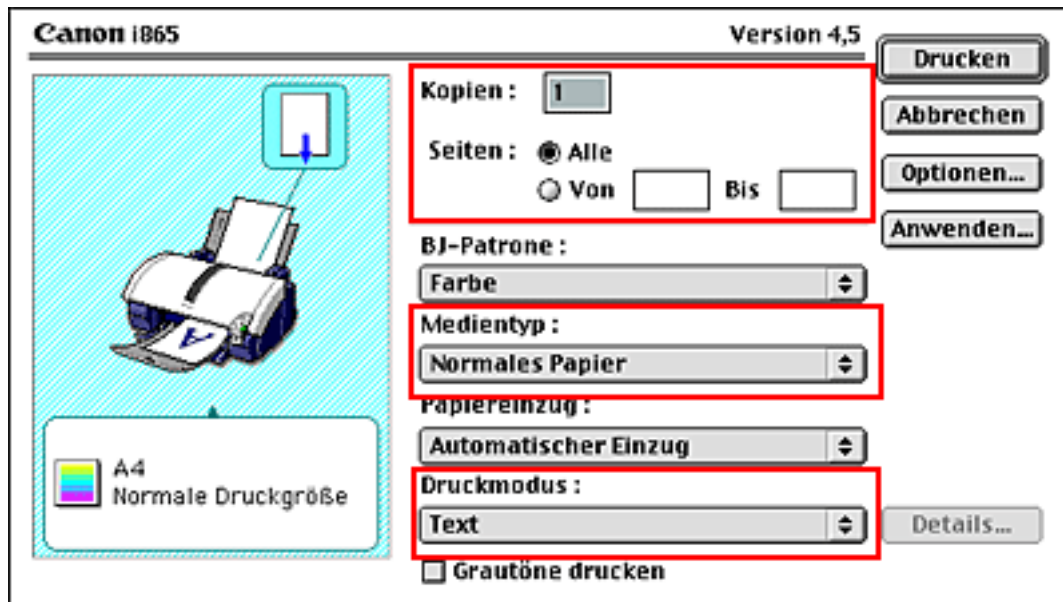 Canon i865
Version 4,5
Kopien : 1
Seiten : Alle
Von Bis
BJ-Patrone :
Farbe
Medientyp :
Normales Papier
Papiereinzug :
Automatischer Einzug
Druckmodus :
Text
Grautöne drucken
Drucken
Abbrechen
Optionen...
Anwenden...
Details...
A
A4
Normale Druckgröße